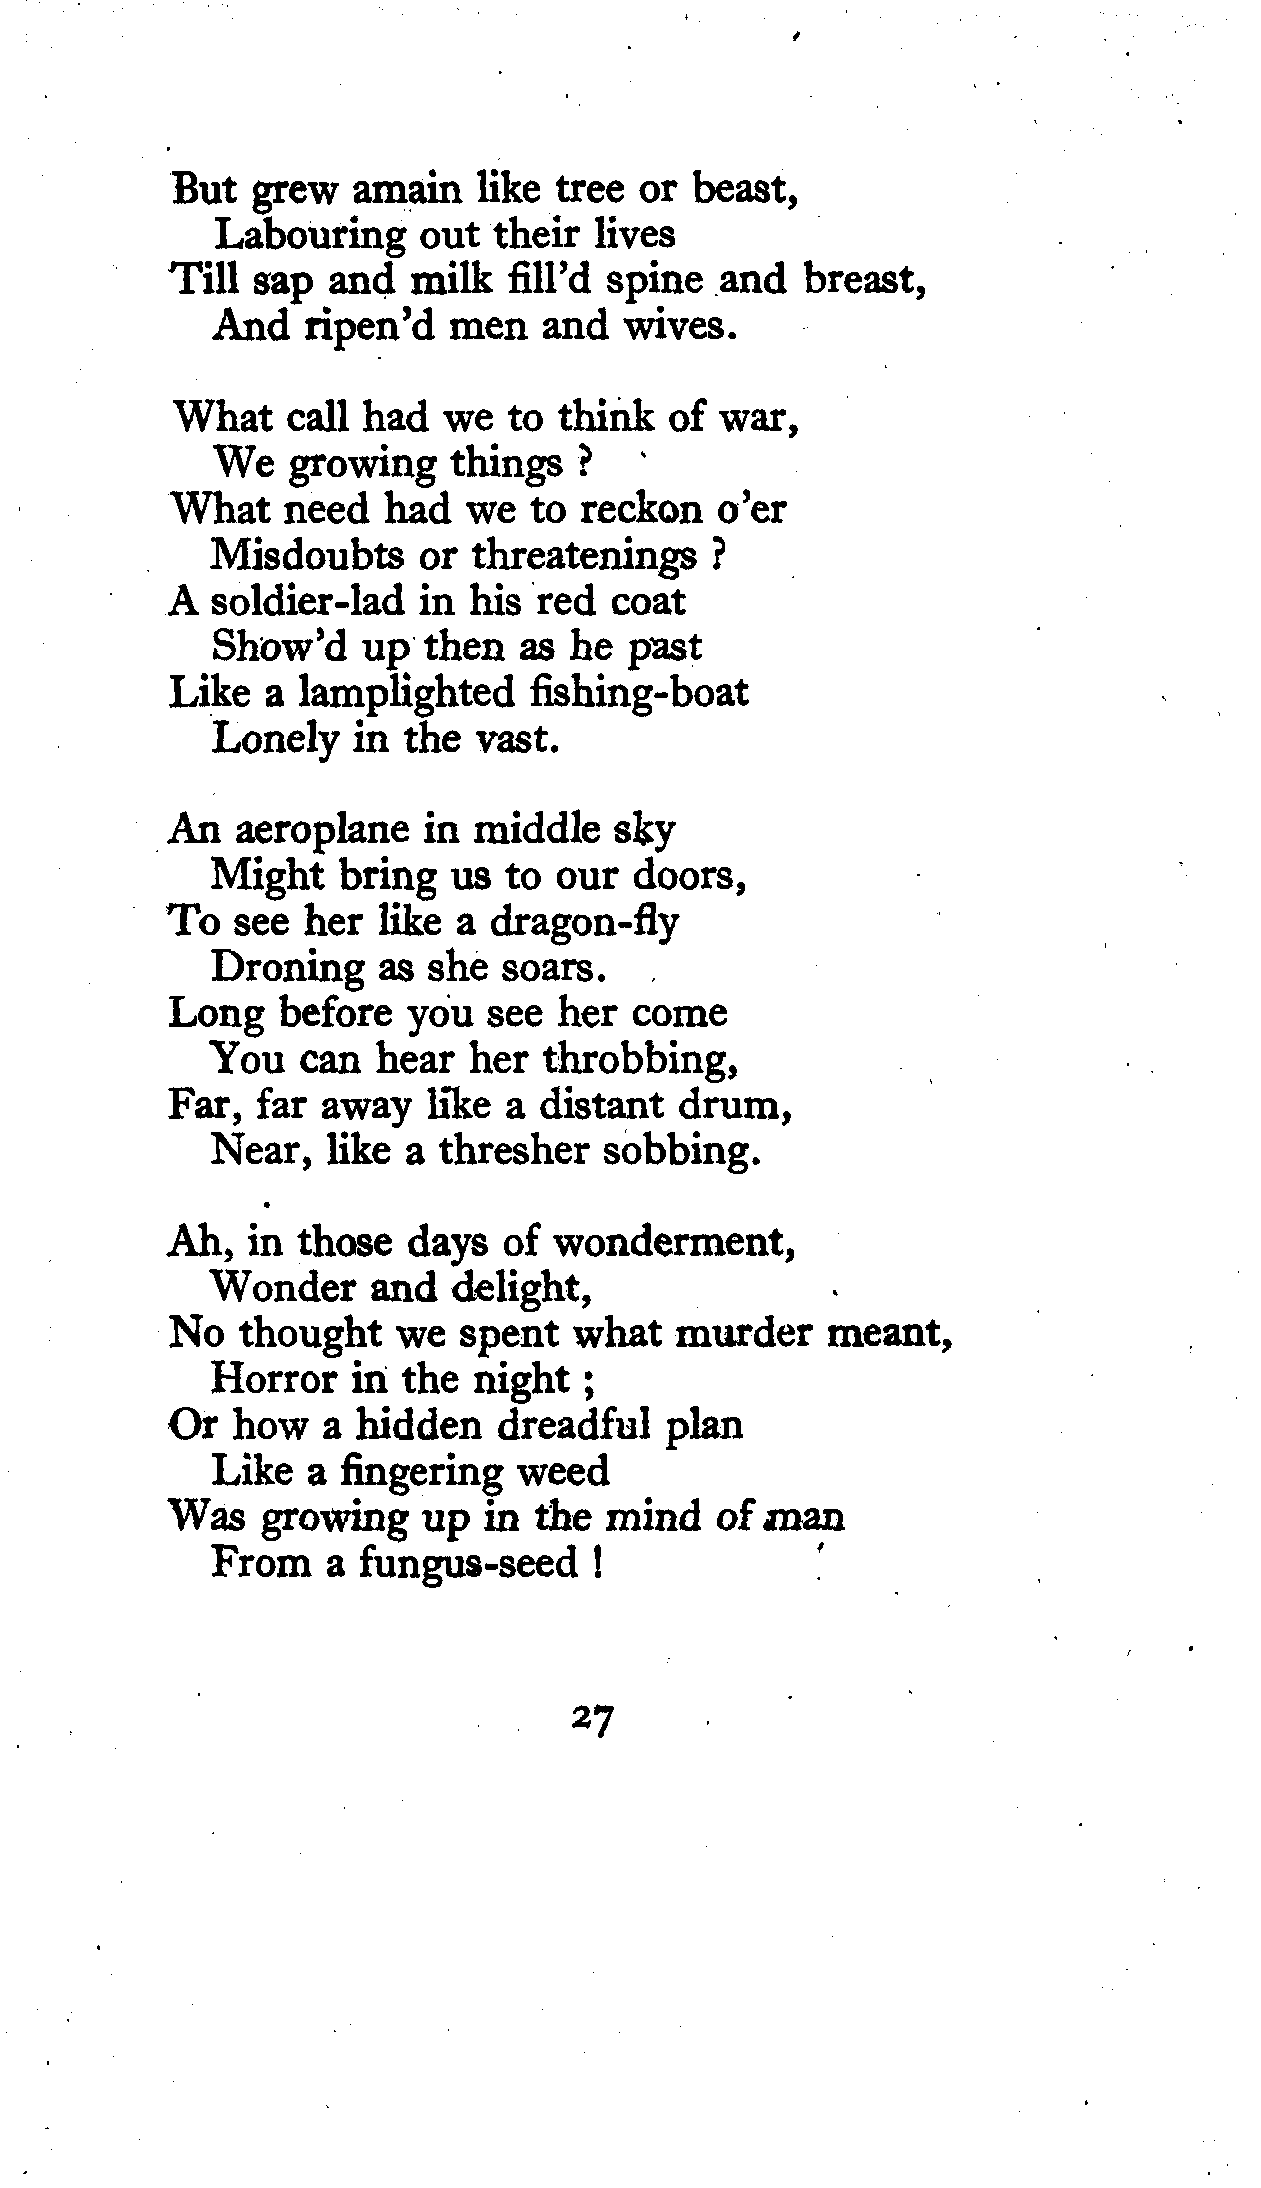 But grew amain like tree or beast,
Labouring out their lives
Till sap and milk fill'd spine and breast,
And ripen'd men and wives.
What call had we to think of war,
We growing things ?
What need had we to reckon o'er
Misdoubts or threatenings ?
A soldier-lad in his red coat
Show'd up then as he past
Like a lamplighted fishing-boat
Lonely in the vast.
An aeroplane in middle sky
Might bring us to our doors,
To see her like a dragon-fly
Droning as she soars.
Long before you see her come
You can hear her throbbing,
Far, far away like a distant drum,
Near, like a thresher sobbing.
Ah, in those days of wonderment,
Wonder and delight,
No thought we spent what murder meant,
Horror in the night ;
Or how a hidden dreadful plan
Like a fingering weed
Was growing up in the mind of man
From a fungus-seed !
27